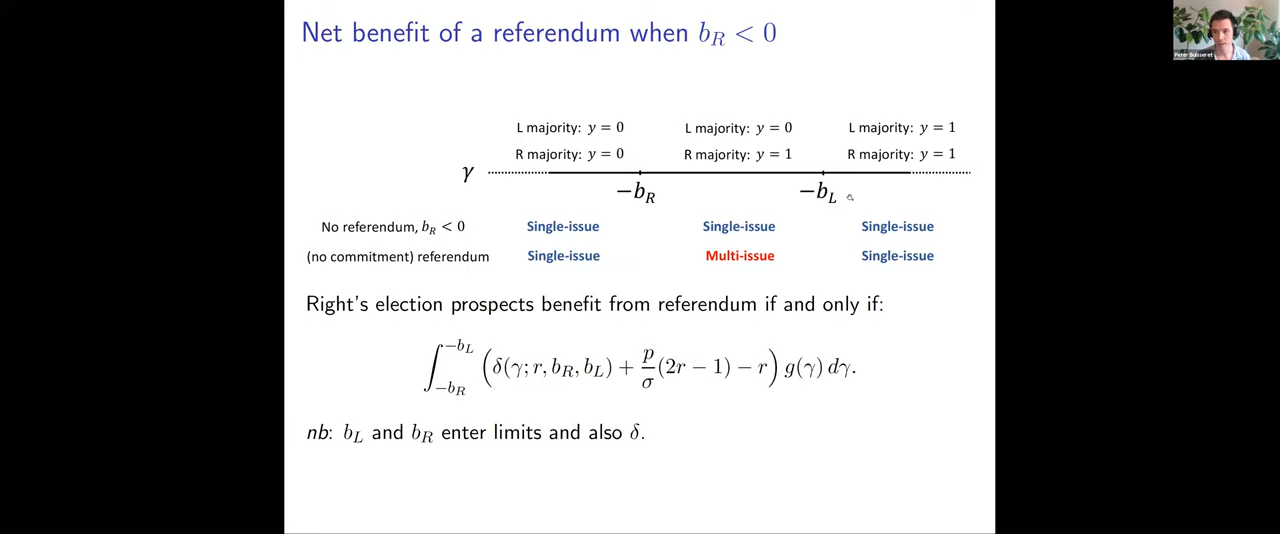 Net benefit of a referendum when b_R < 0
Peter Buisseret
L majority: y = 0 L majority: y = 0 L majority: y = 1
R majority: y = 0 R majority: y = 1 R majority: y = 1
γ
−b_R −b_L
No referendum, b_R < 0 Single-issue Single-issue Single-issue
(no commitment) referendum Single-issue Multi-issue Single-issue
Right's election prospects benefit from referendum if and only if:
∫_{−b_R}^{−b_L} (δ(γ; r, b_R, b_L) + p/σ (2r − 1) − r) g(γ) dγ.
nb: b_L and b_R enter limits and also δ.